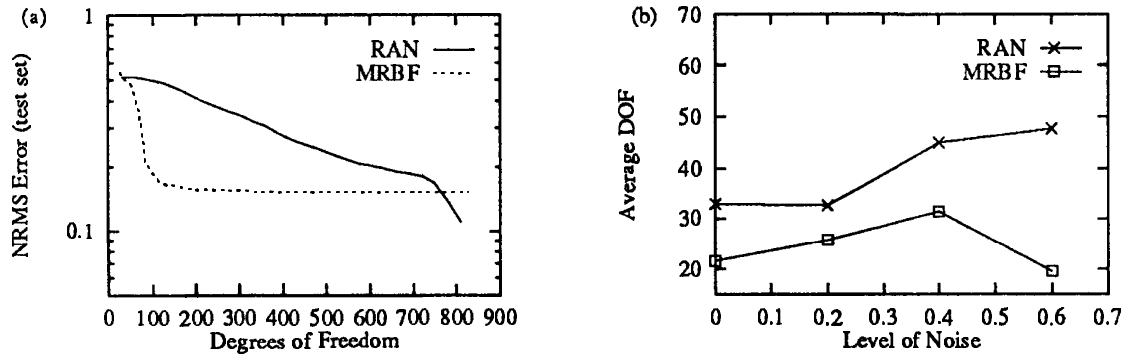 (a)
1
0.1
NRMS Error (test set)
RAN
MRBF
0 100 200 300 400 500 600 700 800 900
Degrees of Freedom
(b)
70
60
50
40
30
20
Average DOF
RAN
MRBF
0 0.1 0.2 0.3 0.4 0.5 0.6 0.7
Level of Noise